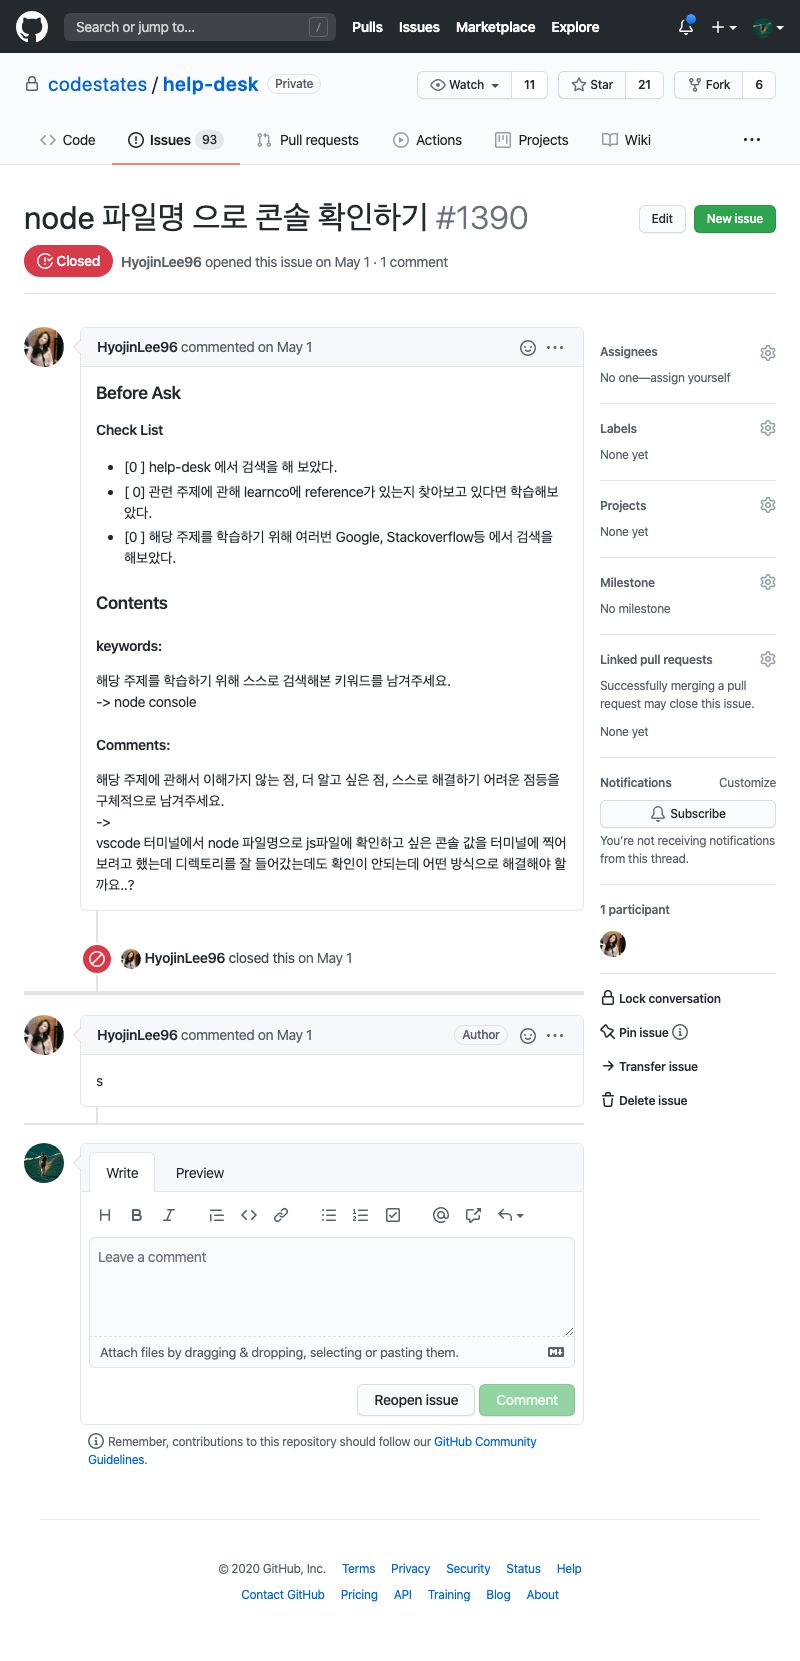 Search or jump to... /
Pulls Issues Marketplace Explore
codestates / help-desk Private
Watch 11 Star 21 Fork 6
Code Issues 93 Pull requests Actions Projects Wiki ...
node 파일명 으로 콘솔 확인하기 #1390
Edit New issue
Closed HyojinLee96 opened this issue on May 1 · 1 comment
HyojinLee96 commented on May 1
Before Ask
Check List
• [0 ] help-desk 에서 검색을 해 보았다.
• [ 0] 관련 주제에 관해 learnco에 reference가 있는지 찾아보고 있다면 학습해보
았다.
• [0 ] 해당 주제를 학습하기 위해 여러번 Google, Stackoverflow등 에서 검색을
해보았다.
Contents
keywords:
해당 주제를 학습하기 위해 스스로 검색해본 키워드를 남겨주세요.
-> node console
Comments:
해당 주제에 관해서 이해가지 않는 점, 더 알고 싶은 점, 스스로 해결하기 어려운 점등을
구체적으로 남겨주세요.
->
vscode 터미널에서 node 파일명으로 js파일에 확인하고 싶은 콘솔 값을 터미널에 찍어
보려고 했는데 디렉토리를 잘 들어갔는데도 확인이 안되는데 어떤 방식으로 해결해야 할
까요..?
HyojinLee96 closed this on May 1
HyojinLee96 commented on May 1 Author
s
Write Preview
H B I
Leave a comment
Attach files by dragging & dropping, selecting or pasting them.
Reopen issue Comment
Remember, contributions to this repository should follow our GitHub Community
Guidelines.
Assignees
No one—assign yourself
Labels
None yet
Projects
None yet
Milestone
No milestone
Linked pull requests
Successfully merging a pull
request may close this issue.
None yet
Notifications Customize
Subscribe
You're not receiving notifications
from this thread.
1 participant
Lock conversation
Pin issue
Transfer issue
Delete issue
© 2020 GitHub, Inc. Terms Privacy Security Status Help
Contact GitHub Pricing API Training Blog About